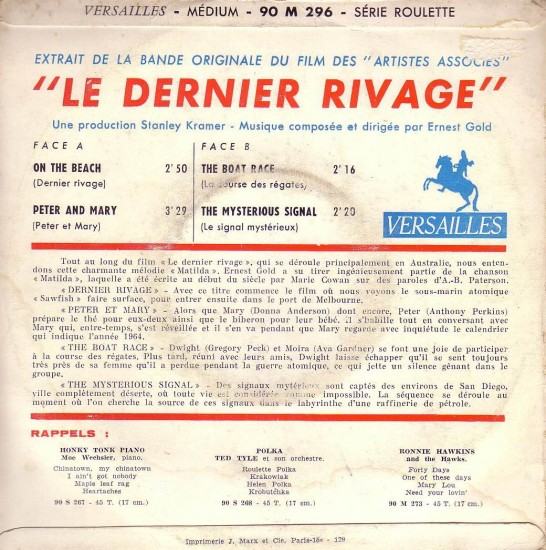 VERSAILLES - MÉDIUM - 90 M 296 - SÉRIE ROULETTE
EXTRAIT DE LA BANDE ORIGINALE DU FILM DES "ARTISTES ASSOCIÉS"
"LE DERNIER RIVAGE"
Une production Stanley Kramer - Musique composée et dirigée par Ernest Gold
FACE A
ON THE BEACH 2'50
(Dernier rivage)
PETER AND MARY 3'29
(Peter et Mary)
FACE B
THE BOAT RACE 2'16
(La course des régates)
THE MYSTERIOUS SIGNAL 2'20
(Le signal mystérieux)
VERSAILLES
Tout au long du film « Le dernier rivage », qui se déroule principalement en Australie, nous enten-
dons cette charmante mélodie « Matilda ». Ernest Gold a su tirer ingénieusement partie de la chanson
« Matilda », laquelle a été écrite au début du siècle par Marie Cowan sur des paroles d'A.-B. Paterson.
« DERNIER RIVAGE » - Avec ce titre commence le film où nous voyons le sous-marin atomique
« Sawfish » faire surface, pour entrer ensuite dans le port de Melbourne.
« PETER ET MARY » - Alors que Mary (Donna Anderson) dort encore, Peter (Anthony Perkins)
prépare le thé pour eux-deux ainsi que le biberon pour leur bébé. Il s'habille tout en conversant avec
Mary qui, entre-temps, s'est réveillée et il s'en va pendant que Mary regarde avec inquiétude le calendrier
qui indique l'année 1964.
« THE BOAT RACE » - Dwight (Gregory Peck) et Moira (Ava Gardner) se font une joie de participer
à la course des régates. Plus tard, réuni avec leurs amis, Dwight laisse échapper qu'il se sent toujours
très près de sa femme qu'il a perdue pendant la guerre atomique, ce qui jette un silence gênant dans le
groupe.
« THE MYSTERIOUS SIGNAL » - Des signaux mytérieux sont captés des environs de San Diego,
ville complètement déserte, où toute vie est considérée comme impossible. La séquence se déroule au
moment où l'on cherche la source de ces signaux dans le labyrinthe d'une raffinerie de pétrole.
RAPPELS :
HONKY TONK PIANO
Moe Wechsler, piano.
Chinatown, my chinatown
I ain't got nobody
Maple leaf rag
Heartaches
90 S 267 - 45 T. (17 cm.)
POLKA
TED TYLE et son orchestre.
Roulette Polka
Krakowiak
Helen Polka
Krobutchka
90 S 268 - 45 T. (17 cm.)
RONNIE HAWKINS
and the Hawks.
Forty Days
One of these days
Mary Lou
Need your lovin'
90 M 273 - 45 T. (17 cm.)
Imprimerie J. Marx et Cie, Paris-18e - 129